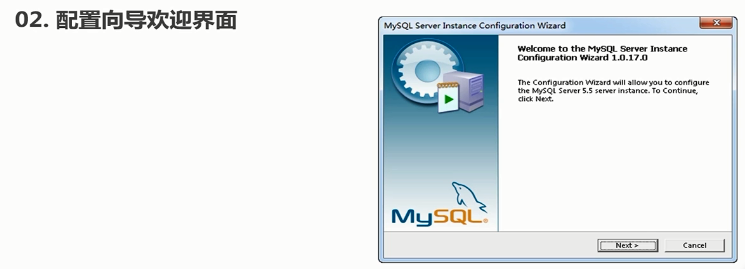 02. 配置向导欢迎界面
MySQL Server Instance Configuration Wizard
Welcome to the MySQL Server Instance
Configuration Wizard 1.0.17.0
The Configuration Wizard will allow you to configure
the MySQL Server 5.5 server instance. To Continue,
click Next.
MySQL®
Next >
Cancel